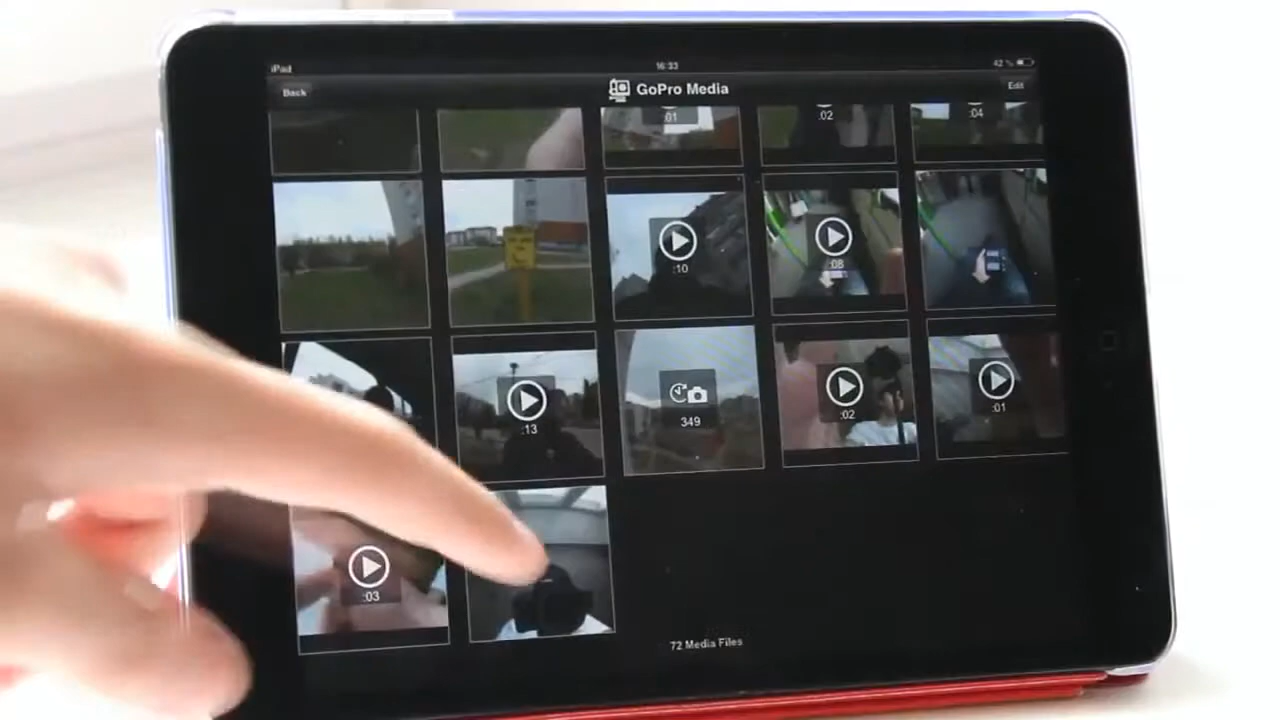 iPad
16:33
42 %
Back
GoPro Media
Edit
:01
:02
:04
:10
:08
:13
349
:02
:01
:03
72 Media Files